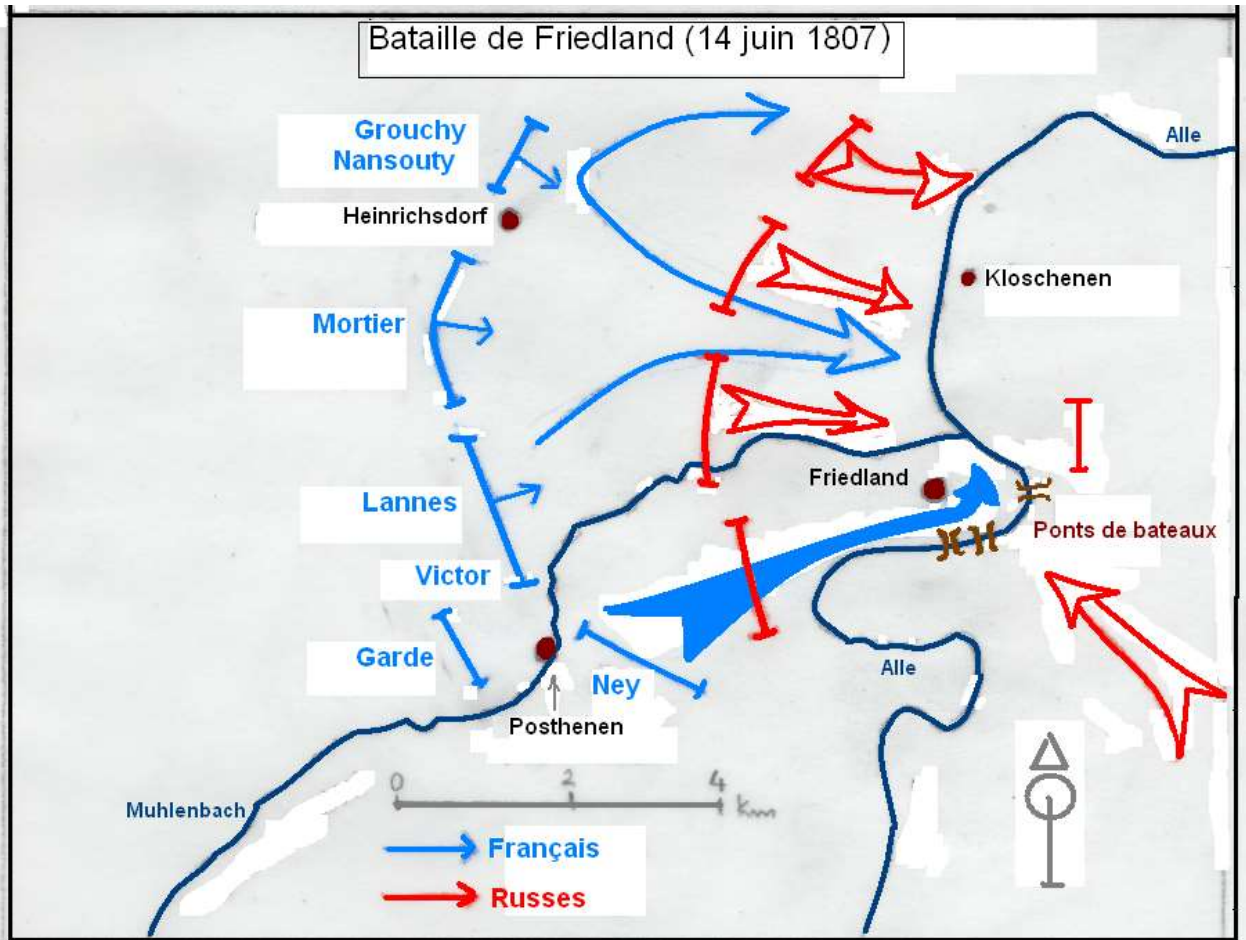 Bataille de Friedland (14 juin 1807)
Grouchy
Nansouty
Alle
Heinrichsdorf
Kloschenen
Mortier
Friedland
Lannes
Ponts de bateaux
Victor
Garde
Alle
Ney
Posthenen
0 2 4
km
Muhlenbach
Français
Russes